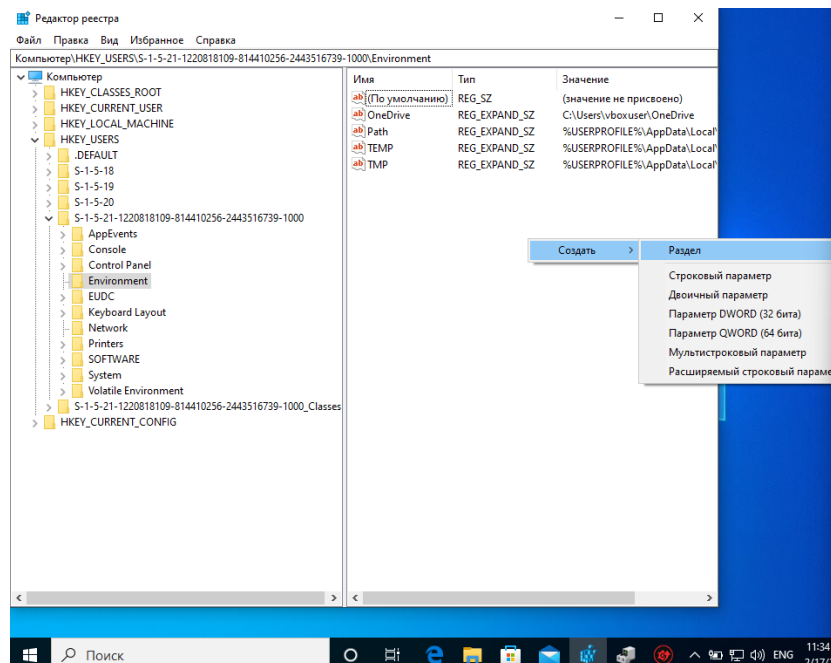 Редактор реестра
Файл Правка Вид Избранное Справка
Компьютер\HKEY_USERS\S-1-5-21-1220818109-814410256-2443516739-1000\Environment
Компьютер
HKEY_CLASSES_ROOT
HKEY_CURRENT_USER
HKEY_LOCAL_MACHINE
HKEY_USERS
.DEFAULT
S-1-5-18
S-1-5-19
S-1-5-20
S-1-5-21-1220818109-814410256-2443516739-1000
AppEvents
Console
Control Panel
Environment
EUDC
Keyboard Layout
Network
Printers
SOFTWARE
System
Volatile Environment
S-1-5-21-1220818109-814410256-2443516739-1000_Classes
HKEY_CURRENT_CONFIG
Имя Тип Значение
(По умолчанию) REG_SZ (значение не присвоено)
OneDrive REG_EXPAND_SZ C:\Users\vboxuser\OneDrive
Path REG_EXPAND_SZ %USERPROFILE%\AppData\Local\
TEMP REG_EXPAND_SZ %USERPROFILE%\AppData\Local\
TMP REG_EXPAND_SZ %USERPROFILE%\AppData\Local\
Создать
Раздел
Строковый параметр
Двоичный параметр
Параметр DWORD (32 бита)
Параметр QWORD (64 бита)
Мультистроковый параметр
Расширяемый строковый параме
Поиск
ENG
11:34